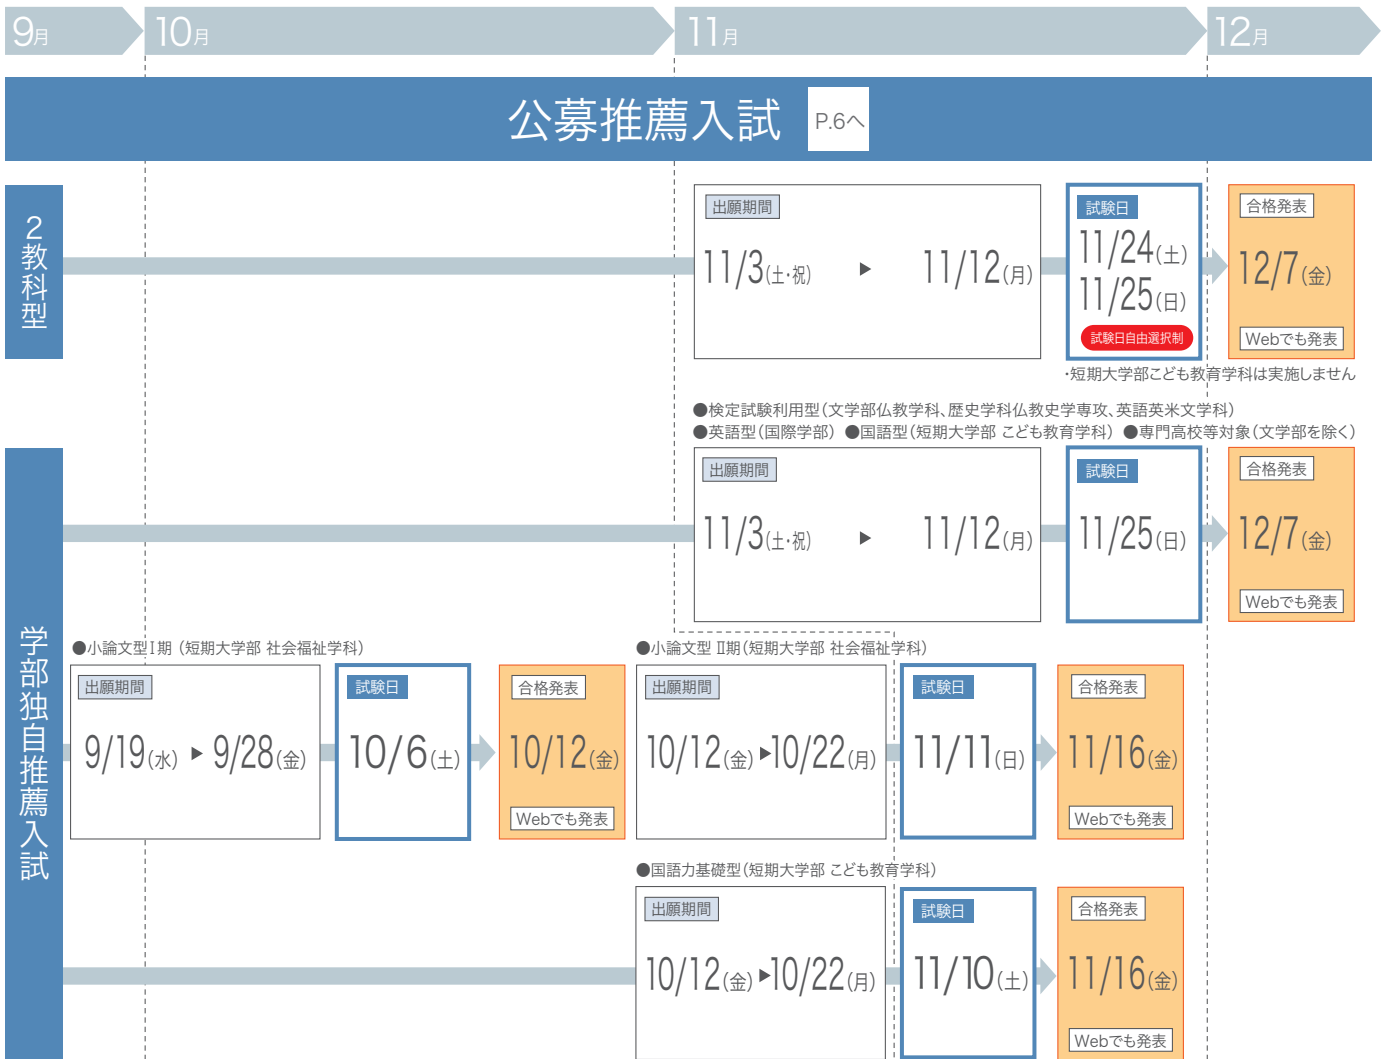 9月 10月 11月 12月
公募推薦入試 P.6へ
2教科型
出願期間
11/3(土・祝) ▶ 11/12(月)
試験日
11/24(土)
11/25(日)
試験日自由選択制
合格発表
12/7(金)
Webでも発表
・短期大学部こども教育学科は実施しません
学部独自推薦入試
●検定試験利用型(文学部仏教学科、歴史学科仏教史学専攻、英語英米文学科)
●英語型(国際学部) ●国語型(短期大学部 こども教育学科) ●専門高校等対象(文学部を除く)
出願期間
11/3(土・祝) ▶ 11/12(月)
試験日
11/25(日)
合格発表
12/7(金)
Webでも発表
●小論文型Ⅰ期 (短期大学部 社会福祉学科)
出願期間
9/19(水) ▶ 9/28(金)
試験日
10/6(土)
合格発表
10/12(金)
Webでも発表
●小論文型 Ⅱ期(短期大学部 社会福祉学科)
出願期間
10/12(金)▶10/22(月)
試験日
11/11(日)
合格発表
11/16(金)
Webでも発表
●国語力基礎型(短期大学部 こども教育学科)
出願期間
10/12(金)▶10/22(月)
試験日
11/10(土)
合格発表
11/16(金)
Webでも発表